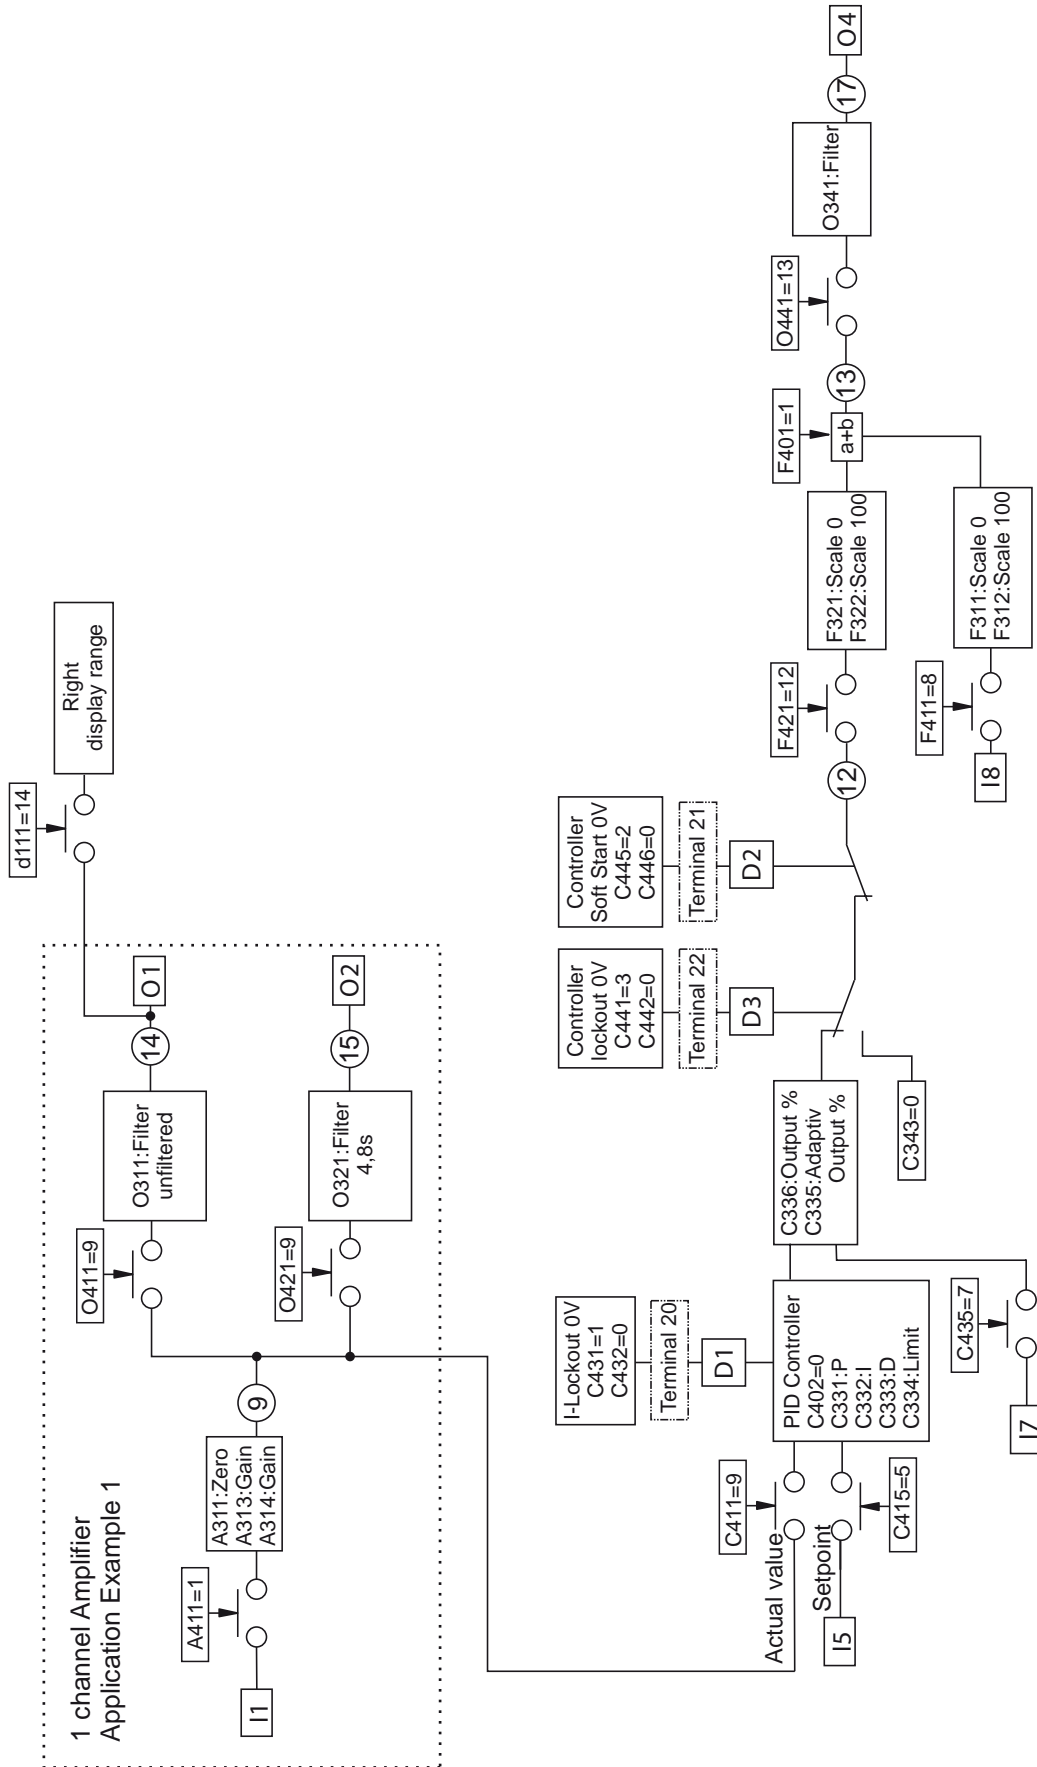 1 channel Amplifier
Application Example 1
I1
A411=1
A311:Zero
A313:Gain
A314:Gain
9
O411=9
O311:Filter
unfiltered
14
O1
O421=9
O321:Filter
4,8s
15
O2
d111=14
Right
display range
Actual value
Setpoint
I5
C411=9
C415=5
I-Lockout 0V
C431=1
C432=0
Terminal 20
D1
PID Controller
C402=0
C331:P
C332:I
C333:D
C334:Limit
I7
C435=7
C336:Output %
C335:Adaptiv
Output %
C343=0
Controller
lockout 0V
C441=3
C442=0
Terminal 22
D3
Controller
Soft Start 0V
C445=2
C446=0
Terminal 21
D2
12
F421=12
F321:Scale 0
F322:Scale 100
I8
F411=8
F311:Scale 0
F312:Scale 100
F401=1
a+b
13
O441=13
O341:Filter
17
O4